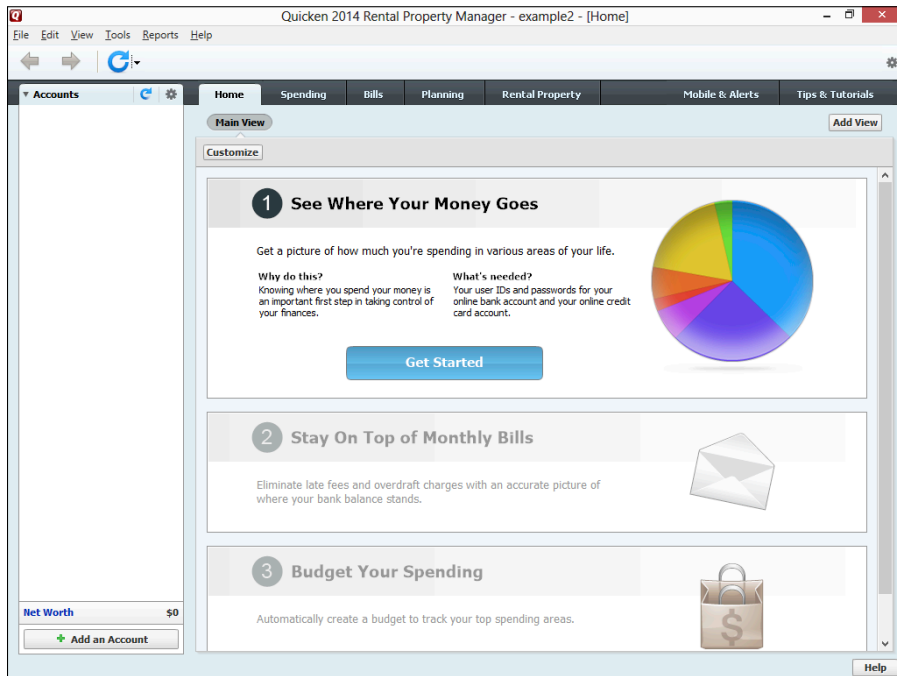 Quicken 2014 Rental Property Manager - example2 - [Home]
File Edit View Tools Reports Help
Accounts
Home Spending Bills Planning Rental Property Mobile & Alerts Tips & Tutorials
Main View Add View
Customize
1 See Where Your Money Goes
Get a picture of how much you're spending in various areas of your life.
Why do this?
Knowing where you spend your money is
an important first step in taking control of
your finances.
What's needed?
Your user IDs and passwords for your
online bank account and your online credit
card account.
Get Started
2 Stay On Top of Monthly Bills
Eliminate late fees and overdraft charges with an accurate picture of
where your bank balance stands.
3 Budget Your Spending
Automatically create a budget to track your top spending areas.
$
Net Worth $0
Add an Account
Help